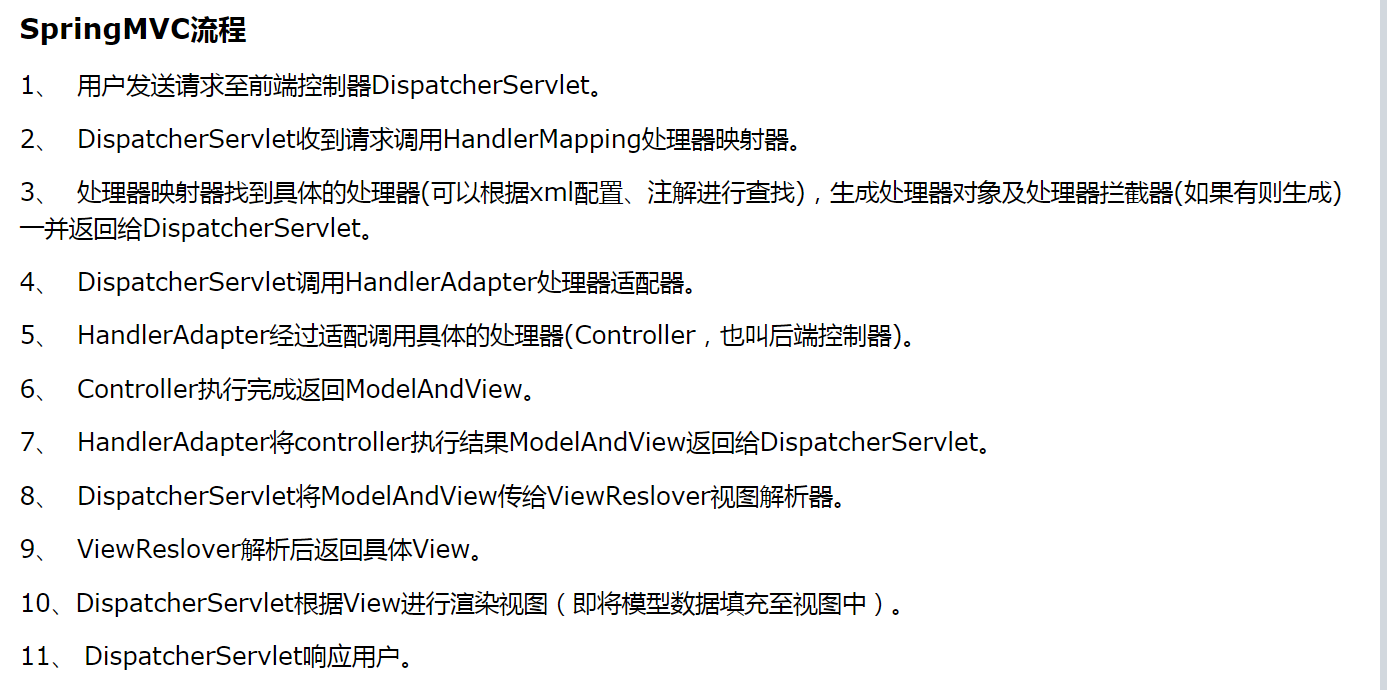 SpringMVC流程
1、 用户发送请求至前端控制器DispatcherServlet。
2、 DispatcherServlet收到请求调用HandlerMapping处理器映射器。
3、 处理器映射器找到具体的处理器(可以根据xml配置、注解进行查找)，生成处理器对象及处理器拦截器(如果有则生成)
一并返回给DispatcherServlet。
4、 DispatcherServlet调用HandlerAdapter处理器适配器。
5、 HandlerAdapter经过适配调用具体的处理器(Controller，也叫后端控制器)。
6、 Controller执行完成返回ModelAndView。
7、 HandlerAdapter将controller执行结果ModelAndView返回给DispatcherServlet。
8、 DispatcherServlet将ModelAndView传给ViewReslover视图解析器。
9、 ViewReslover解析后返回具体View。
10、DispatcherServlet根据View进行渲染视图（即将模型数据填充至视图中）。
11、 DispatcherServlet响应用户。